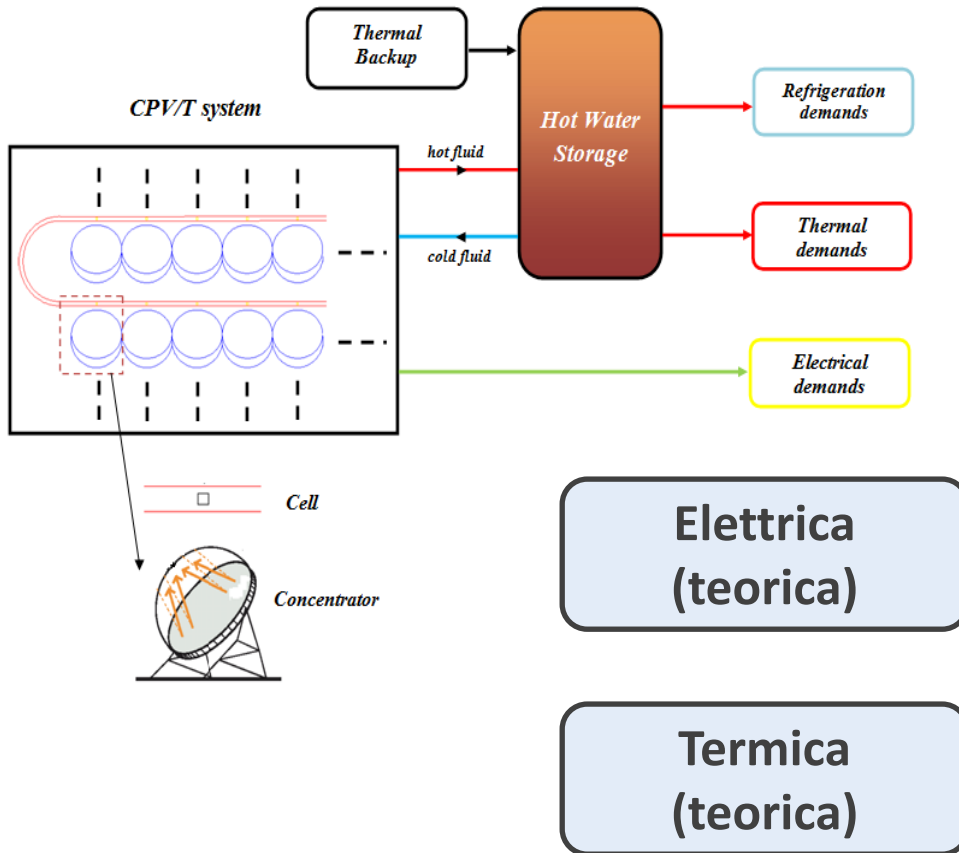 Thermal
Backup
CPV/T system
Hot Water
Storage
Refrigeration
demands
hot fluid
cold fluid
Thermal
demands
Electrical
demands
Cell
Concentrator
Elettrica
(teorica)
Termica
(teorica)